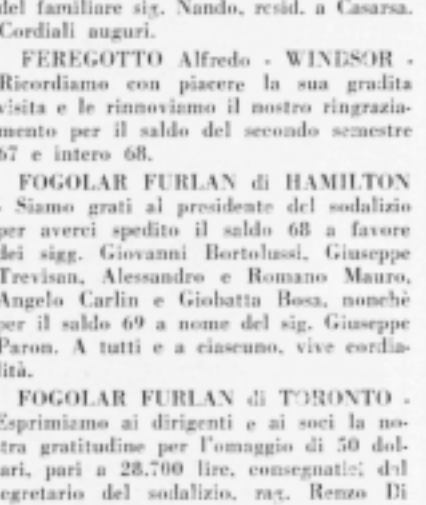 del familiare sig. Nando, resid. a Casarsa.
Cordiali auguri.
FEREGOTTO Alfredo - WINDSOR -
Ricordiamo con piacere la sua gradita
visita e le rinnoviamo il nostro ringrazia-
mento per il saldo del secondo semestre
67 e intero 68.
FOGOLAR FURLAN di HAMILTON
- Siamo grati al presidente del sodalizio
per averci spedito il saldo 68 a favore
dei sigg. Giovanni Bortolussi, Giuseppe
Trevisan, Alessandro e Romano Mauro,
Angelo Carlin e Giobatta Bosa, nonchè
per il saldo 69 a nome del sig. Giuseppe
Paron. A tutti e a ciascuno, vive cordia-
lità.
FOGOLAR FURLAN di TORONTO -
Esprimiamo ai dirigenti e ai soci la no-
stra gratitudine per l'omaggio di 50 dol-
lari, pari a 28.700 lire, consegnatici dal
segretario del sodalizio, rag. Renzo Di